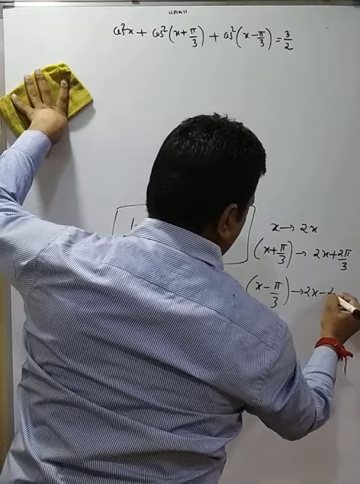 cos²x + cos²(x+π/3) + cos²(x-π/3) = 3/2
x → 2x
(x+π/3) → 2x+2π/3
(x-π/3) → 2x-